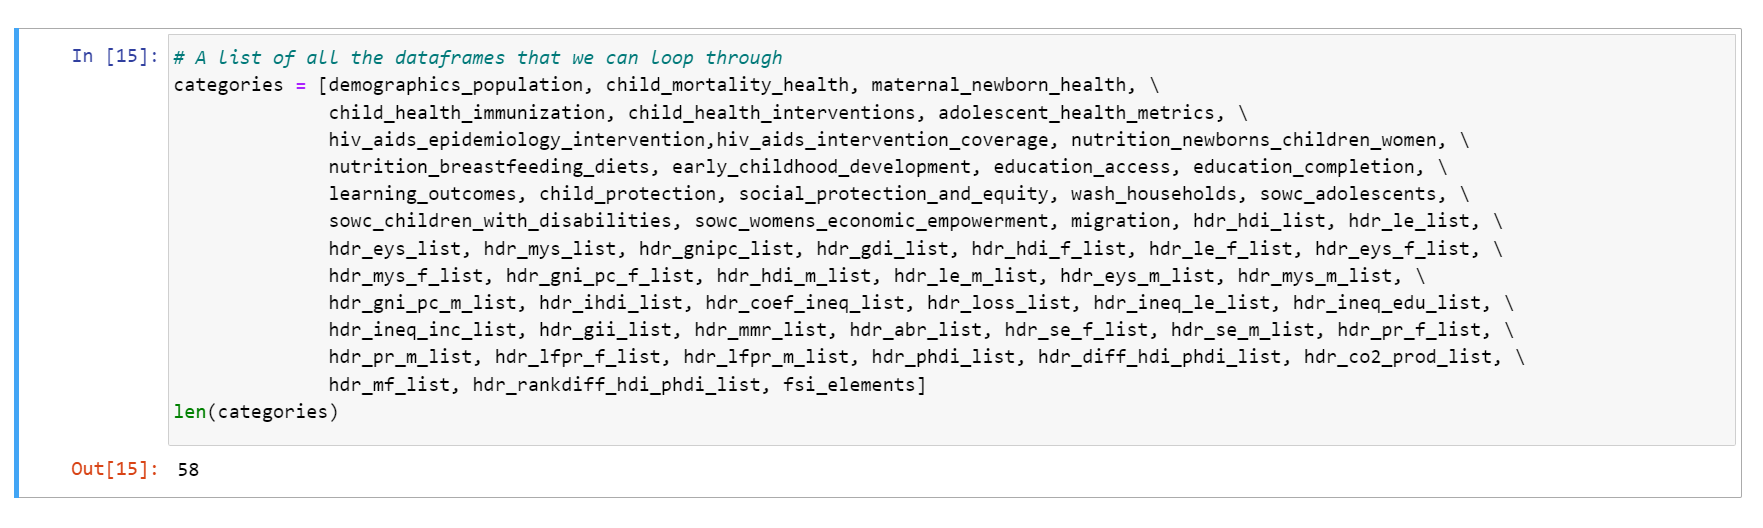 In [15]: # A list of all the dataframes that we can loop through
categories = [demographics_population, child_mortality_health, maternal_newborn_health, \
child_health_immunization, child_health_interventions, adolescent_health_metrics, \
hiv_aids_epidemiology_intervention,hiv_aids_intervention_coverage, nutrition_newborns_children_women, \
nutrition_breastfeeding_diets, early_childhood_development, education_access, education_completion, \
learning_outcomes, child_protection, social_protection_and_equity, wash_households, sowc_adolescents, \
sowc_children_with_disabilities, sowc_womens_economic_empowerment, migration, hdr_hdi_list, hdr_le_list, \
hdr_eys_list, hdr_mys_list, hdr_gnipc_list, hdr_gdi_list, hdr_hdi_f_list, hdr_le_f_list, hdr_eys_f_list, \
hdr_mys_f_list, hdr_gni_pc_f_list, hdr_hdi_m_list, hdr_le_m_list, hdr_eys_m_list, hdr_mys_m_list, \
hdr_gni_pc_m_list, hdr_ihdi_list, hdr_coef_ineq_list, hdr_loss_list, hdr_ineq_le_list, hdr_ineq_edu_list, \
hdr_ineq_inc_list, hdr_gii_list, hdr_mmr_list, hdr_abr_list, hdr_se_f_list, hdr_se_m_list, hdr_pr_f_list, \
hdr_pr_m_list, hdr_lfpr_f_list, hdr_lfpr_m_list, hdr_phdi_list, hdr_diff_hdi_phdi_list, hdr_co2_prod_list, \
hdr_mf_list, hdr_rankdiff_hdi_phdi_list, fsi_elements]
len(categories)
Out[15]: 58